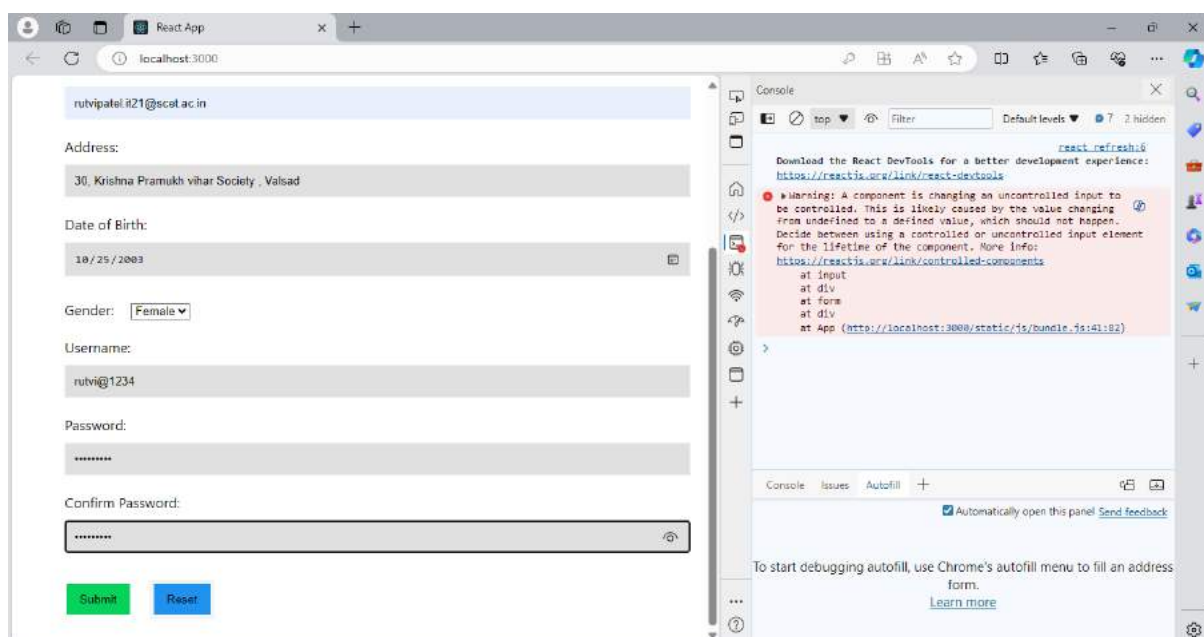 React App
localhost:3000
rutvipatel.it21@scet.ac.in
Address:
30, Krishna Pramukh vihar Society , Valsad
Date of Birth:
10/25/2003
Gender: Female
Username:
rutvi@1234
Password:
•••••••••
Confirm Password:
•••••••••
Submit Reset
Console
top Filter Default levels 7 2 hidden
react refresh:6
Download the React DevTools for a better development experience:
https://reactjs.org/link/react-devtools
Warning: A component is changing an uncontrolled input to
be controlled. This is likely caused by the value changing
from undefined to a defined value, which should not happen.
Decide between using a controlled or uncontrolled input element
for the lifetime of the component. More info:
https://reactjs.org/link/controlled-components
at input
at div
at form
at div
at App (http://localhost:3000/static/js/bundle.js:41:82)
Console Issues Autofill
Automatically open this panel Send feedback
To start debugging autofill, use Chrome's autofill menu to fill an address
form.
Learn more